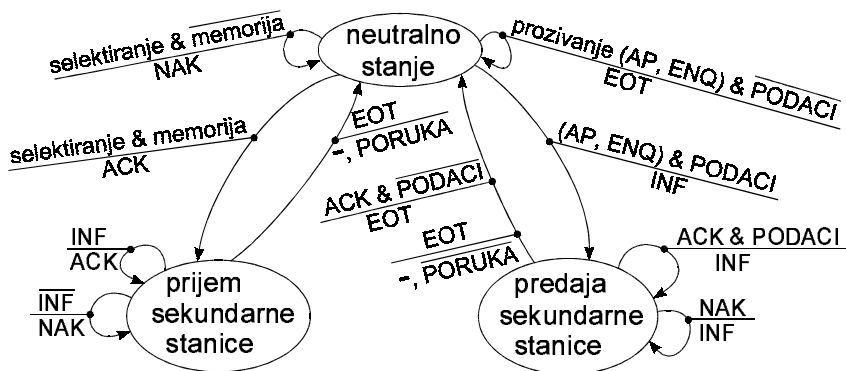 selektiranje & memorija
NAK
neutralno
stanje
prozivanje (AP, ENQ) & PODACI
EOT
selektiranje & memorija
ACK
EOT
-, PORUKA
(AP, ENQ) & PODACI
INF
ACK & PODACI
EOT
EOT
-, PORUKA
INF
ACK
INF
NAK
prijem
sekundarne
stanice
predaja
sekundarne
stanice
ACK & PODACI
INF
NAK
INF